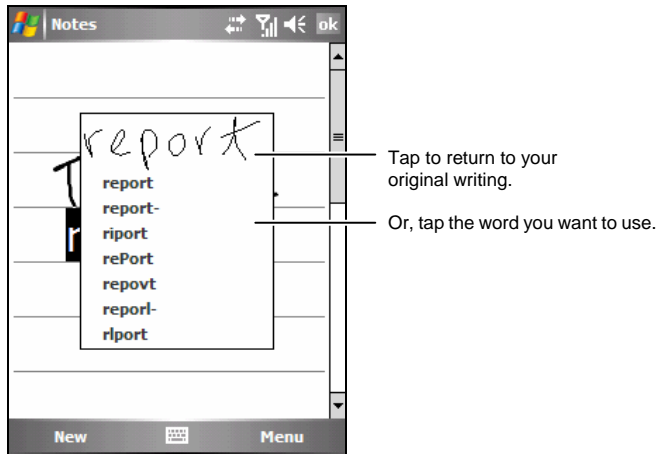 Notes
ok
report
report
report-
riport
rePort
repovt
reporl-
rlport
Tap to return to your
original writing.
Or, tap the word you want to use.
New
Menu